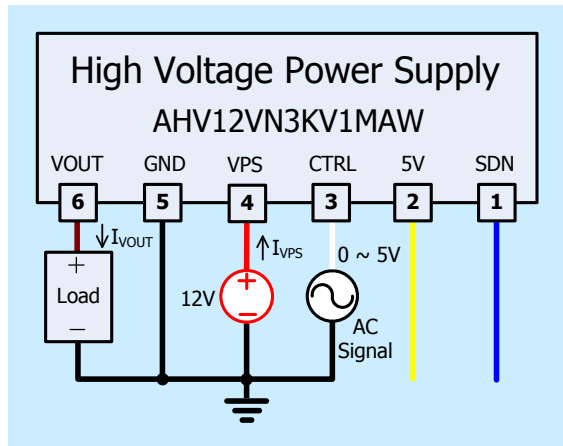 High Voltage Power Supply
AHV12VN3KV1MAW
VOUT GND VPS CTRL 5V SDN
6 5 4 3 2 1
↓IVOUT ↑IVPS 0 ~ 5V
+ +
Load 12V
− −
AC
Signal